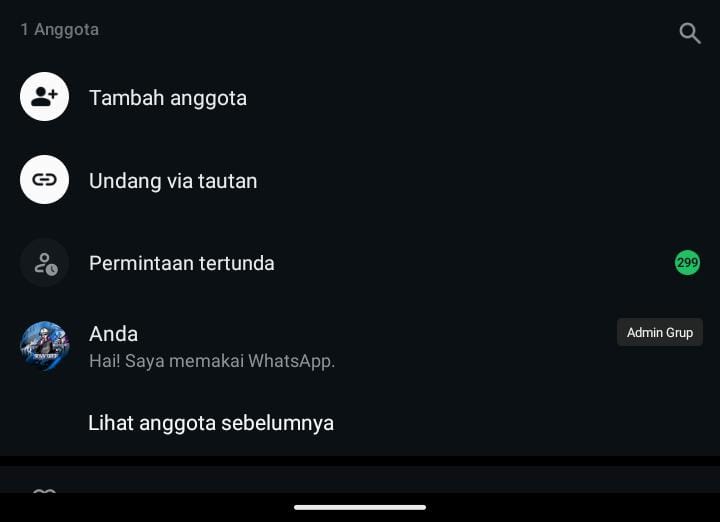 1 Anggota
Tambah anggota
Undang via tautan
Permintaan tertunda
299
Anda
Admin Grup
Hai! Saya memakai WhatsApp.
Lihat anggota sebelumnya